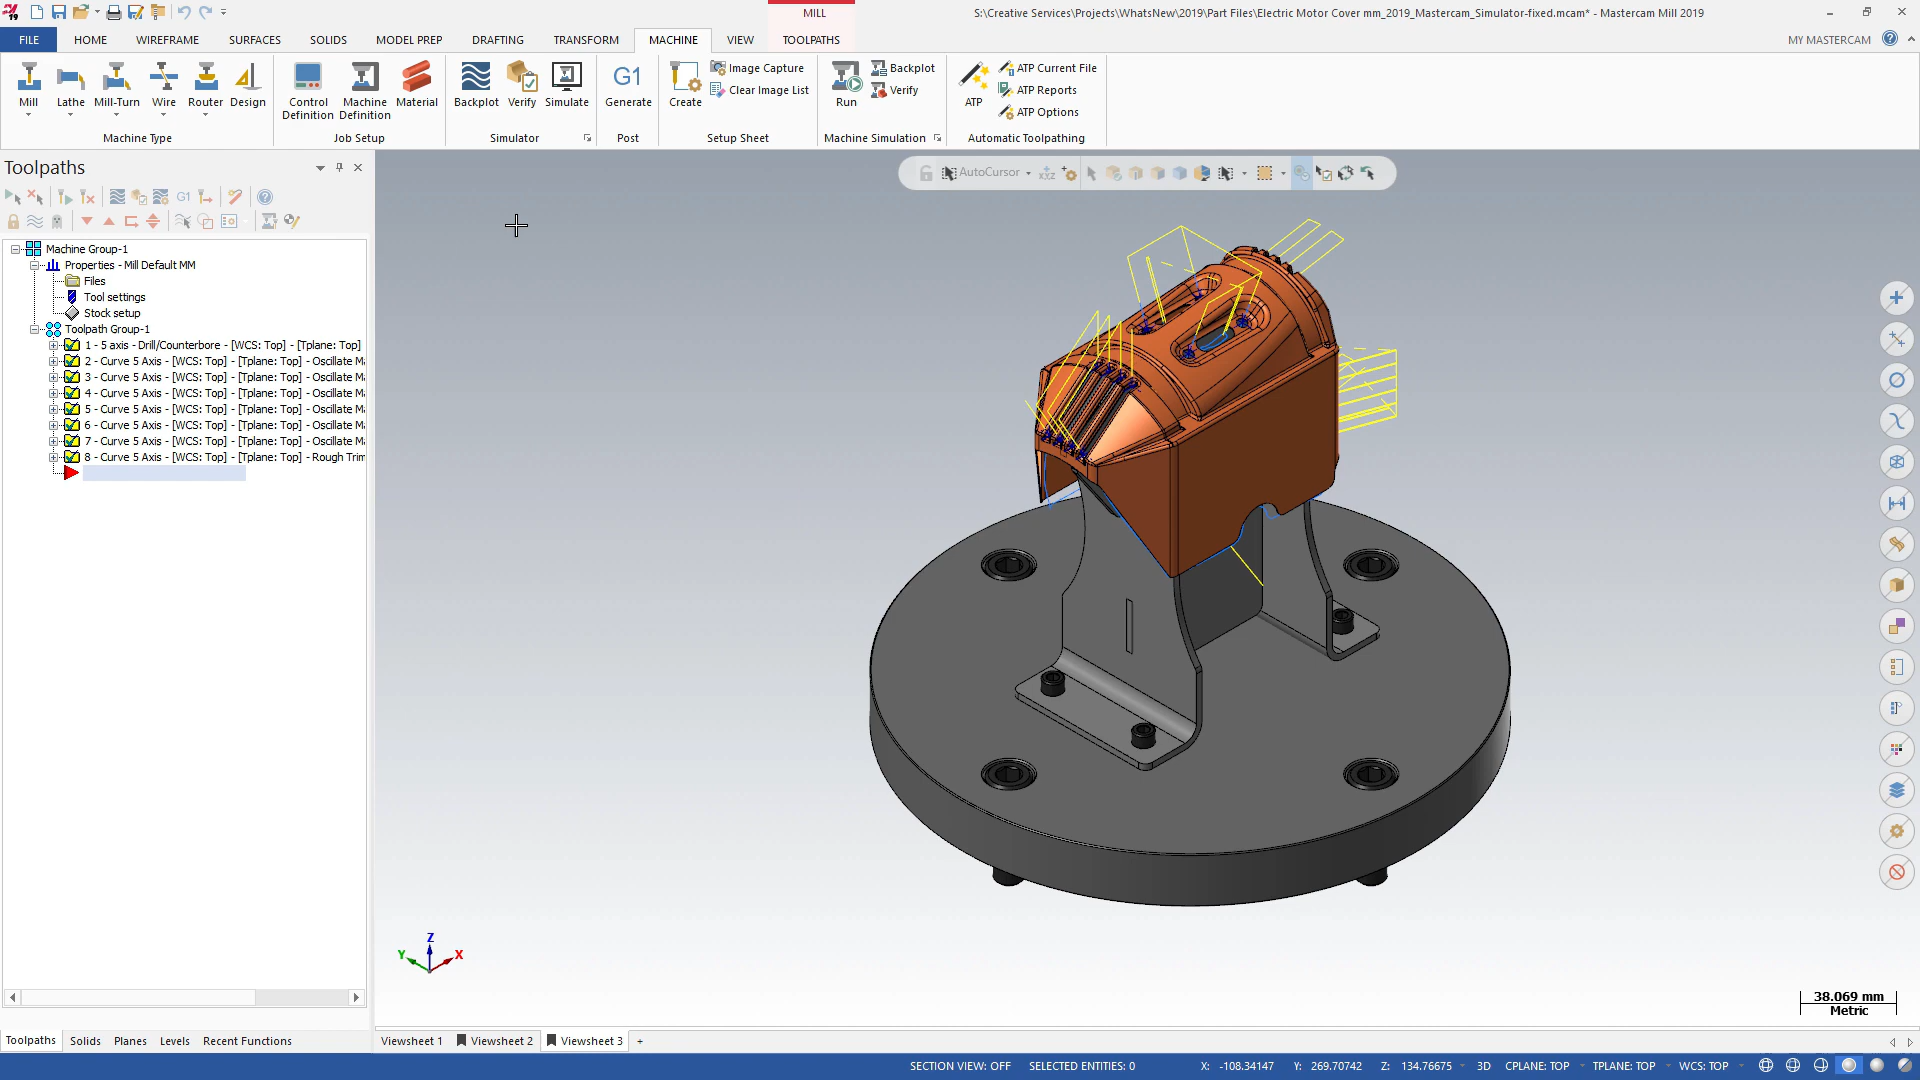 MILL
S:\Creative Services\Projects\WhatsNew\2019\Part Files\Electric Motor Cover mm_2019_Mastercam_Simulator-fixed.mcam* - Mastercam Mill 2019
FILE HOME WIREFRAME SURFACES SOLIDS MODEL PREP DRAFTING TRANSFORM MACHINE VIEW TOOLPATHS MY MASTERCAM
Mill Lathe Mill-Turn Wire Router Design
Machine Type
Control Definition
Machine Definition
Material
Job Setup
Backplot Verify Simulate
Simulator
G1
Generate
Post
Create
Image Capture
Clear Image List
Setup Sheet
Run
Backplot
Verify
Machine Simulation
ATP
ATP Current File
ATP Reports
ATP Options
Automatic Toolpathing
Toolpaths
AutoCursor
G1
Machine Group-1
Properties - Mill Default MM
Files
Tool settings
Stock setup
Toolpath Group-1
1 - 5 axis - Drill/Counterbore - [WCS: Top] - [Tplane: Top]
2 - Curve 5 Axis - [WCS: Top] - [Tplane: Top] - Oscillate M
3 - Curve 5 Axis - [WCS: Top] - [Tplane: Top] - Oscillate M
4 - Curve 5 Axis - [WCS: Top] - [Tplane: Top] - Oscillate M
5 - Curve 5 Axis - [WCS: Top] - [Tplane: Top] - Oscillate M
6 - Curve 5 Axis - [WCS: Top] - [Tplane: Top] - Oscillate M
7 - Curve 5 Axis - [WCS: Top] - [Tplane: Top] - Oscillate M
8 - Curve 5 Axis - [WCS: Top] - [Tplane: Top] - Rough Trim
Z
Y X
38.069 mm
Metric
Toolpaths Solids Planes Levels Recent Functions
Viewsheet 1 Viewsheet 2 Viewsheet 3 +
SECTION VIEW: OFF SELECTED ENTITIES: 0 X: -108.34147 Y: 269.70742 Z: 134.76675 3D CPLANE: TOP TPLANE: TOP WCS: TOP